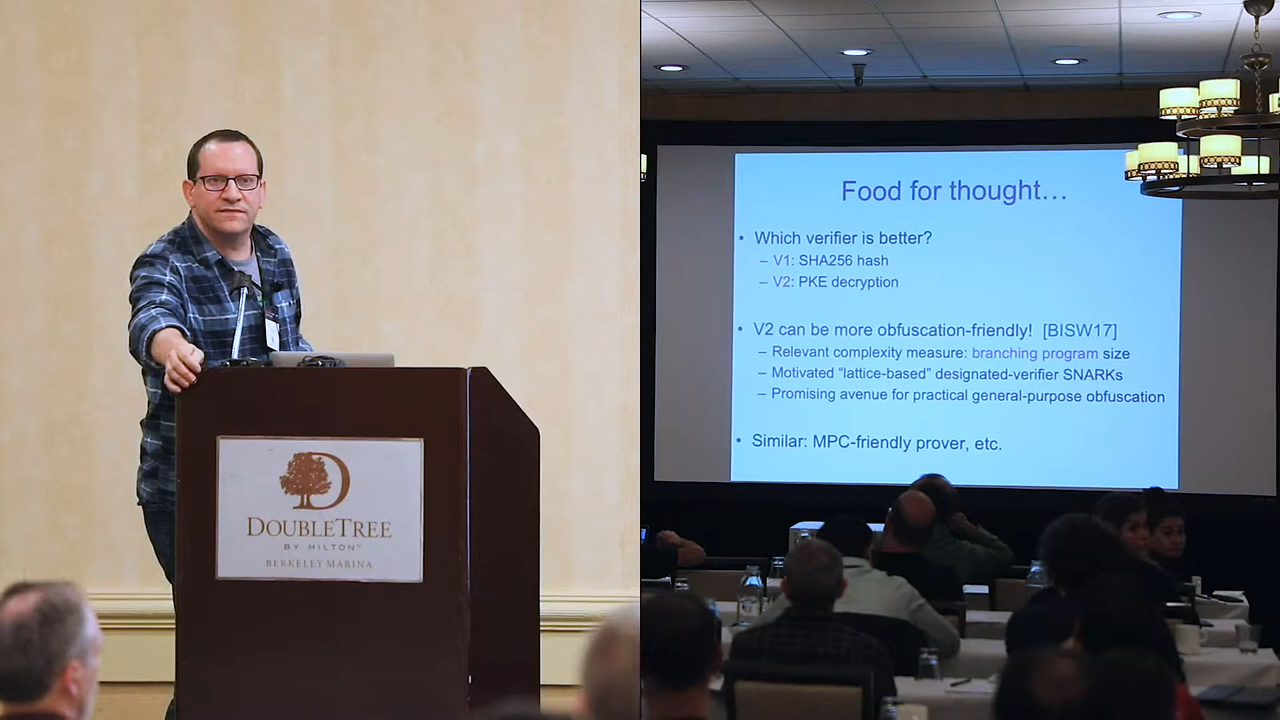 DOUBLETREE
BY HILTON
BERKELEY MARINA
Food for thought…
• Which verifier is better?
– V1: SHA256 hash
– V2: PKE decryption
• V2 can be more obfuscation-friendly! [BISW17]
– Relevant complexity measure: branching program size
– Motivated “lattice-based” designated-verifier SNARKs
– Promising avenue for practical general-purpose obfuscation
• Similar: MPC-friendly prover, etc.